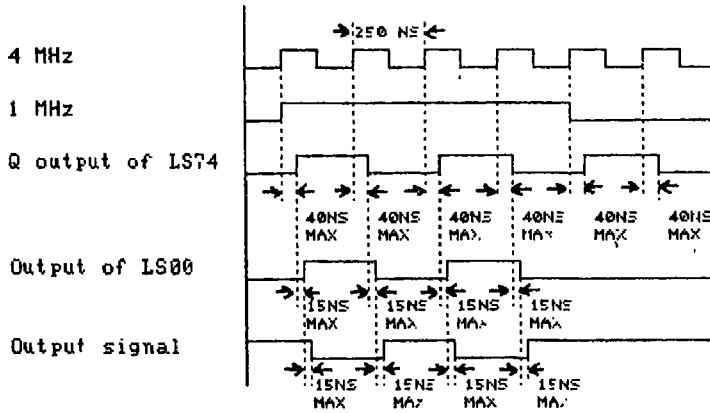 250 NS
4 MHz
1 MHz
Q output of LS74
40NS 40NS 40NS 40NS 40NS 40NS
MAX MAX MAX MAX MAX MAX
Output of LS00
15NS 15NS 15NS 15NS
MAX MAX MAX MAX
Output signal
15NS 15NS 15NS 15NS
MAX MAX MAX MAX